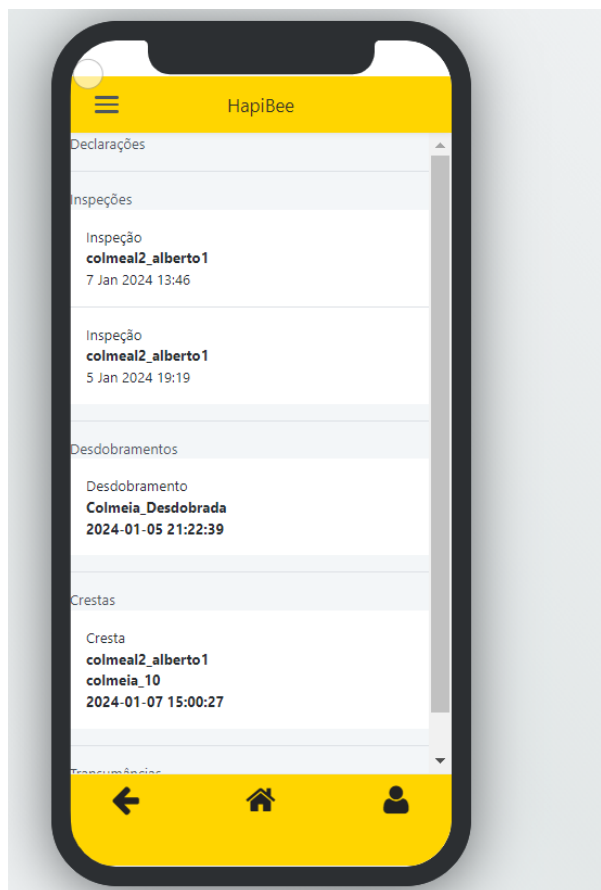 HapiBee
Declarações
Inspeções
Inspeção
colmeal2_alberto1
7 Jan 2024 13:46
Inspeção
colmeal2_alberto1
5 Jan 2024 19:19
Desdobramentos
Desdobramento
Colmeia_Desdobrada
2024-01-05 21:22:39
Crestas
Cresta
colmeal2_alberto1
colmeia_10
2024-01-07 15:00:27
Transumâncias